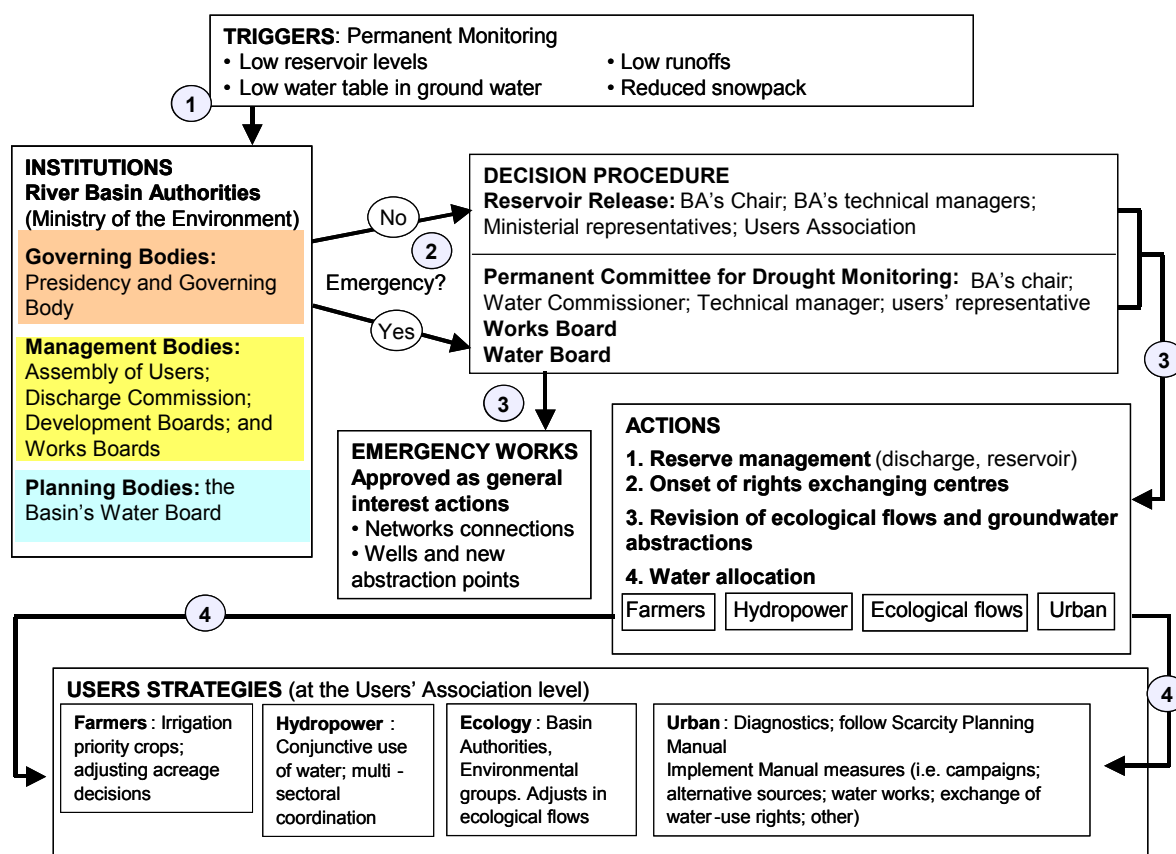 TRIGGERS: Permanent Monitoring
• Low reservoir levels
• Low water table in ground water
• Low runoffs
• Reduced snowpack
1
INSTITUTIONS
River Basin Authorities
(Ministry of the Environment)
Governing Bodies:
Presidency and Governing
Body
Management Bodies:
Assembly of Users;
Discharge Commission;
Development Boards; and
Works Boards
Planning Bodies: the
Basin's Water Board
No
2
Emergency?
Yes
DECISION PROCEDURE
Reservoir Release: BA's Chair; BA's technical managers;
Ministerial representatives; Users Association
Permanent Committee for Drought Monitoring: BA's chair;
Water Commissioner; Technical manager; users' representative
Works Board
Water Board
3
3
EMERGENCY WORKS
Approved as general
interest actions
• Networks connections
• Wells and new
abstraction points
ACTIONS
1. Reserve management (discharge, reservoir)
2. Onset of rights exchanging centres
3. Revision of ecological flows and groundwater
abstractions
4. Water allocation
Farmers
Hydropower
Ecological flows
Urban
4
4
USERS STRATEGIES (at the Users' Association level)
Farmers : Irrigation
priority crops;
adjusting acreage
decisions
Hydropower :
Conjunctive use
of water; multi -
sectoral
coordination
Ecology : Basin
Authorities,
Environmental
groups. Adjusts in
ecological flows
Urban : Diagnostics; follow Scarcity Planning
Manual
Implement Manual measures (i.e. campaigns;
alternative sources; water works; exchange of
water-use rights; other)